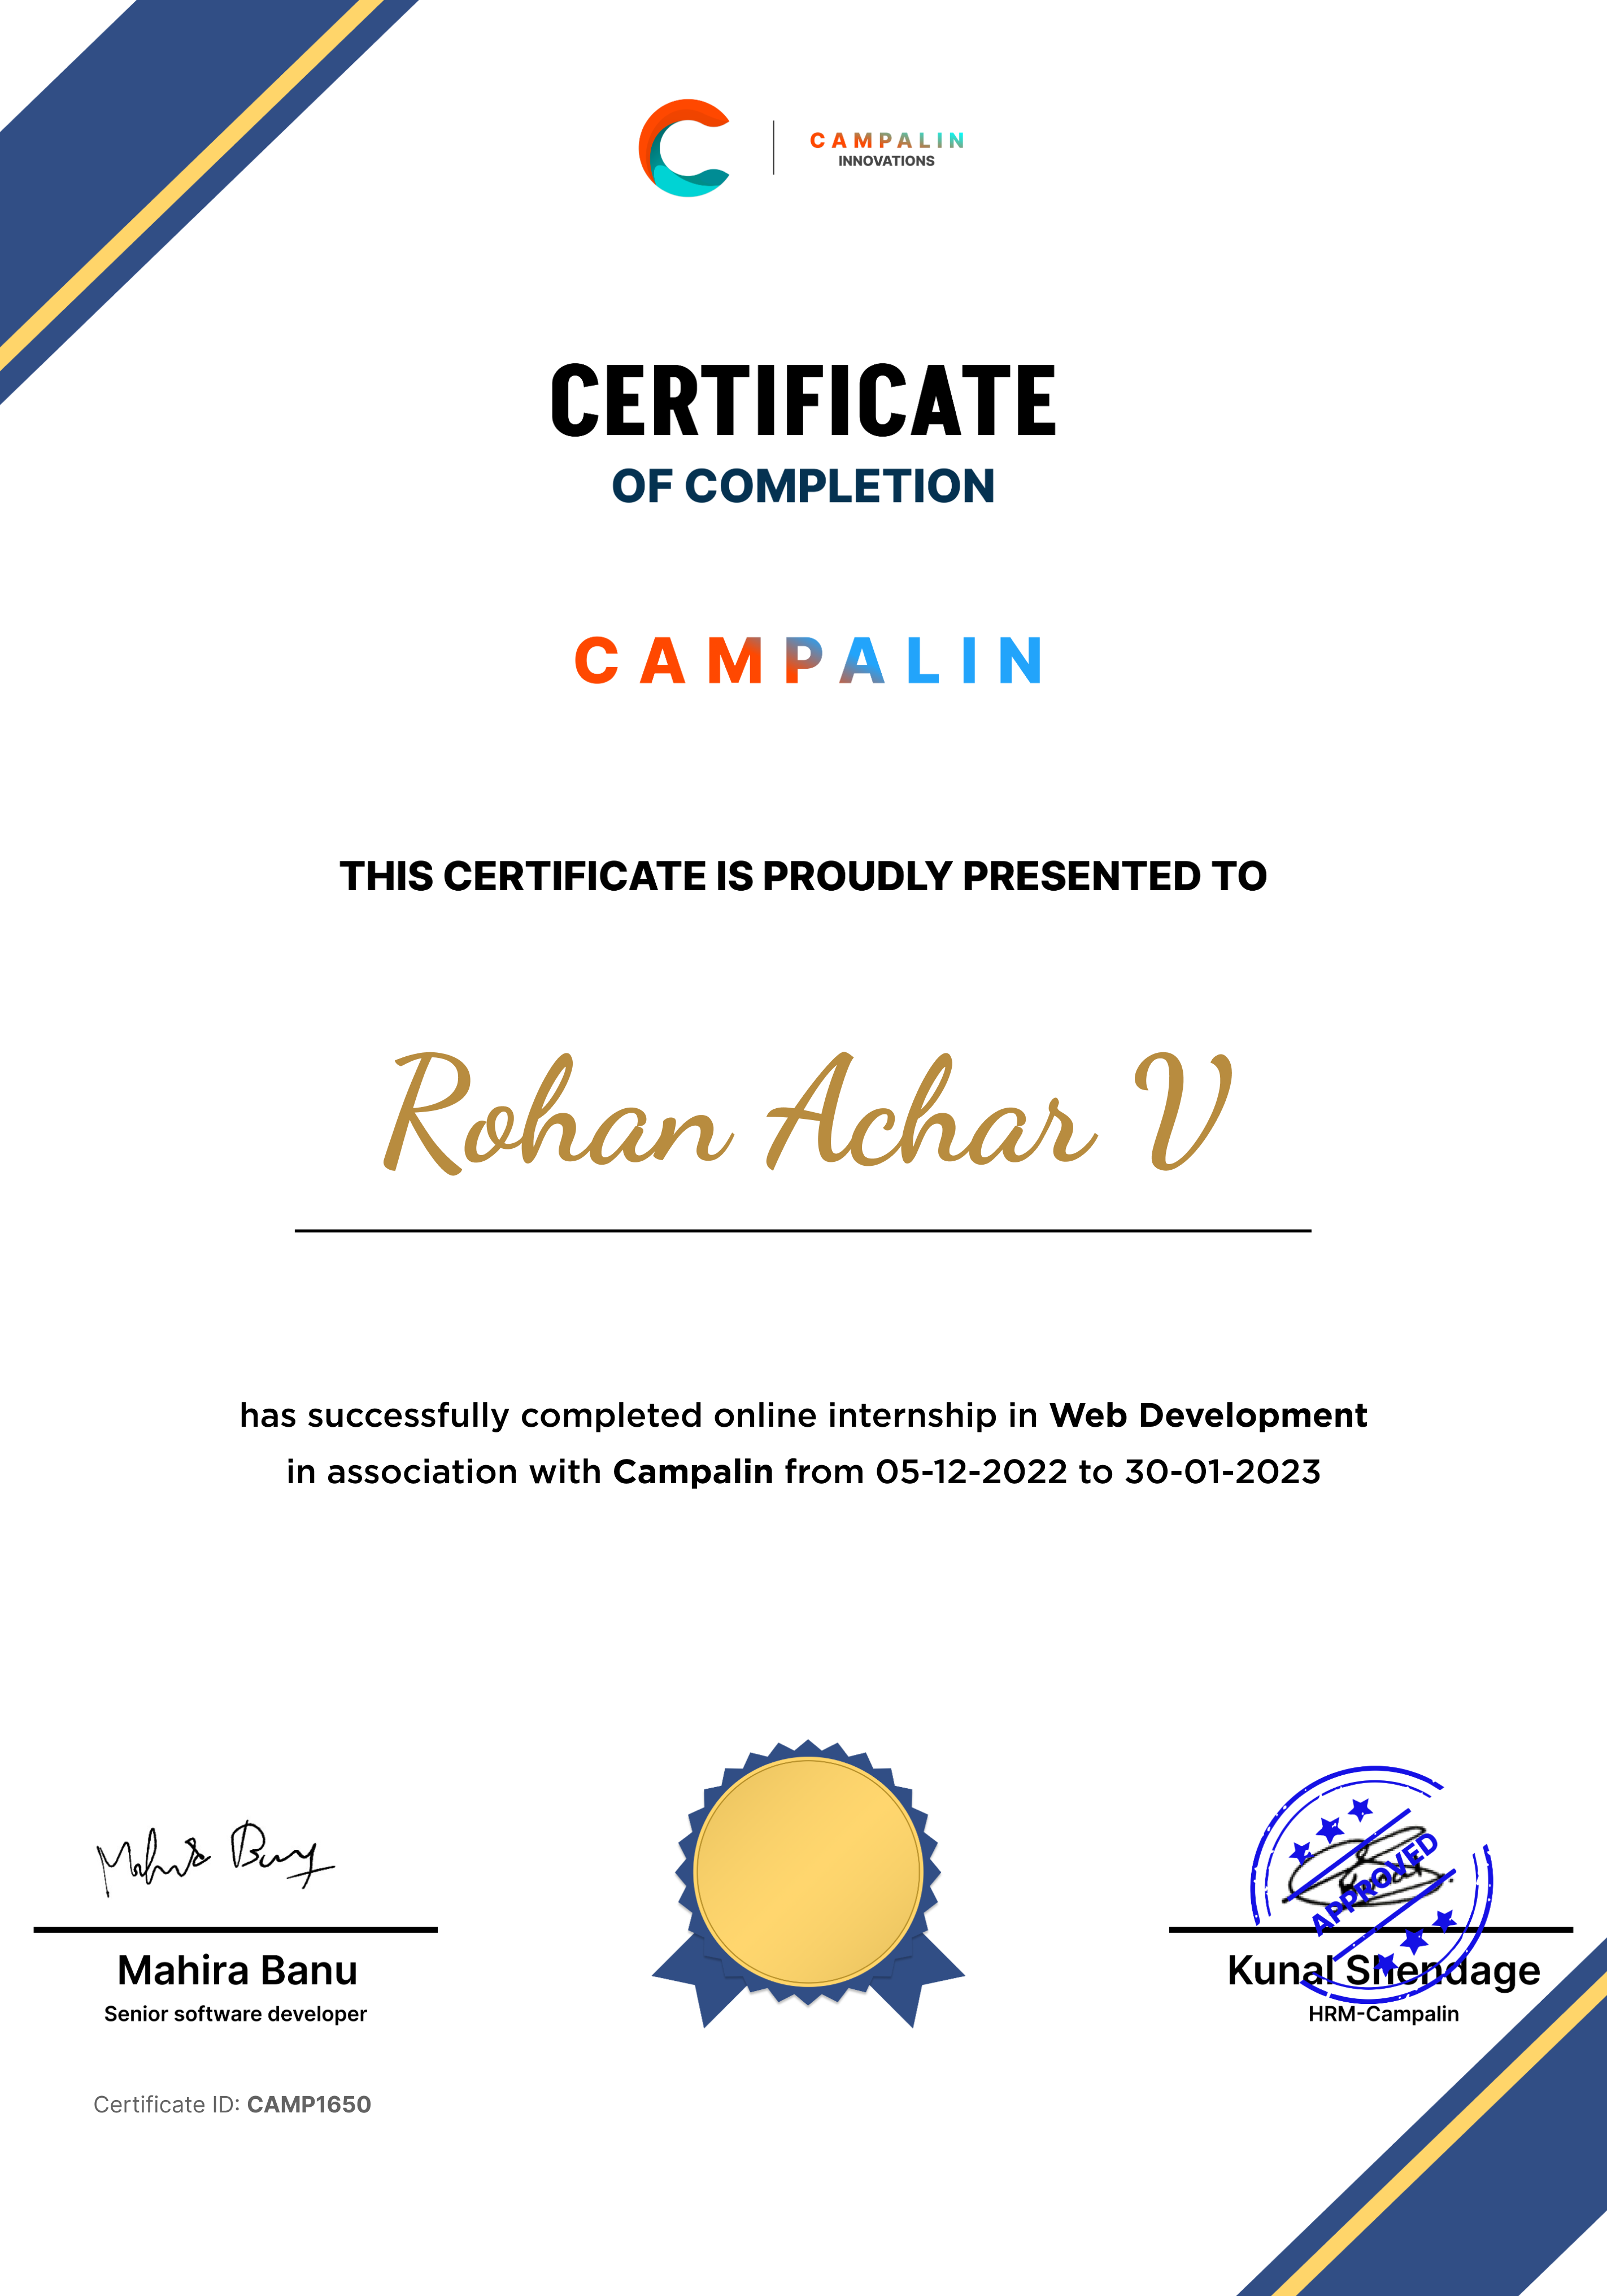 CAMPALIN
INNOVATIONS
CERTIFICATE
OF COMPLETION
CAMPALIN
THIS CERTIFICATE IS PROUDLY PRESENTED TO
Rohan Achar V
has successfully completed online internship in Web Development
in association with Campalin from 05-12-2022 to 30-01-2023
Mahira Banu
APPROVED
Mahira Banu
Senior software developer
Kunal Shendage
HRM-Campalin
Certificate ID: CAMP1650